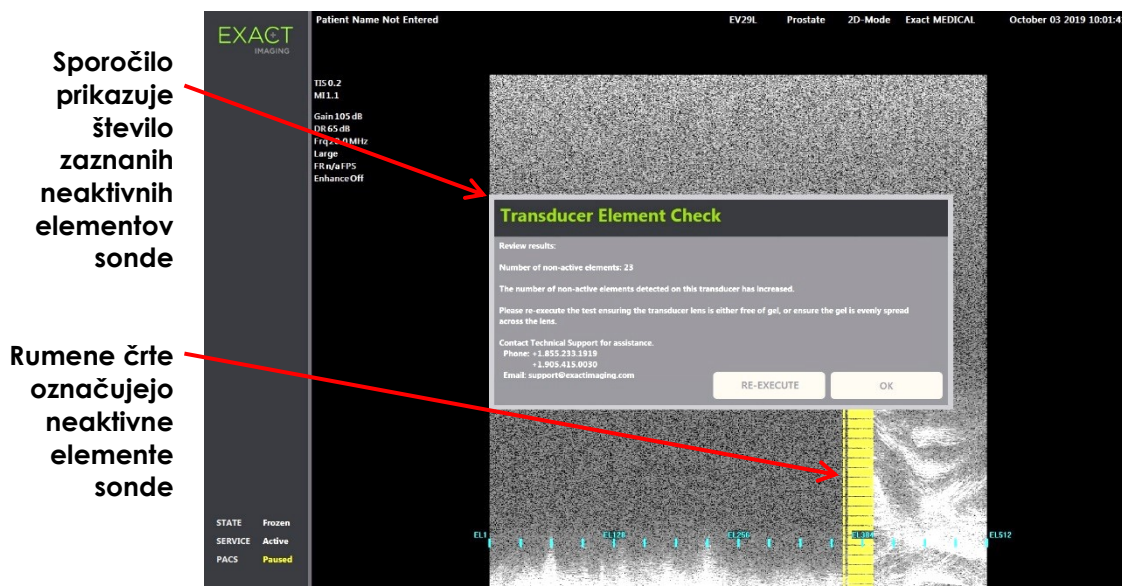 Sporočilo
prikazuje
število
zaznanih
neaktivnih
elementov
sonde
Rumene črte
označujejo
neaktivne
elemente
sonde
EXACT
IMAGING
Patient Name Not Entered
EV29L Prostate 2D-Mode Exact MEDICAL October 03 2019 10:01:4
TIS 0.2
MI 1.1
Gain 105 dB
DR 65 dB
Frq MHz
Large
FR n/a FPS
Enhance Off
Transducer Element Check
Review results:
Number of non-active elements: 23
The number of non-active elements detected on this transducer has increased.
Please re-execute the test ensuring the transducer lens is either free of gel, or ensure the gel is evenly spread
across the lens.
Contact Technical Support for assistance.
Phone: +1.855.233.1919
+1.905.415.0030
Email: support@exactimaging.com
RE-EXECUTE OK
EL1 EL128 EL256 EL384 EL512
STATE Frozen
SERVICE Active
PACS Paused